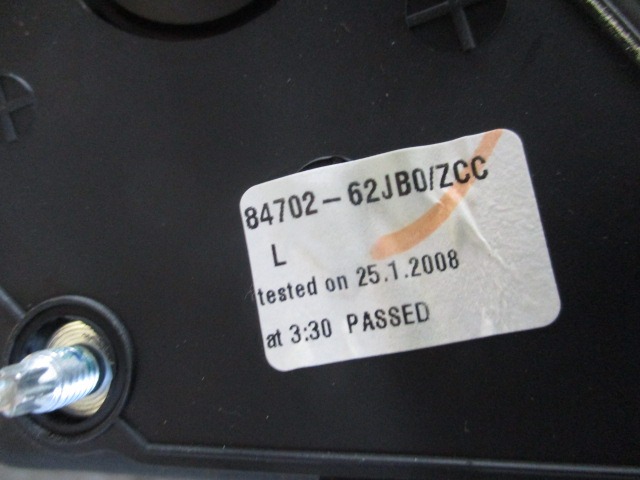 84702-62JB0/ZCC
L
tested on 25.1.2008
at 3:30 PASSED